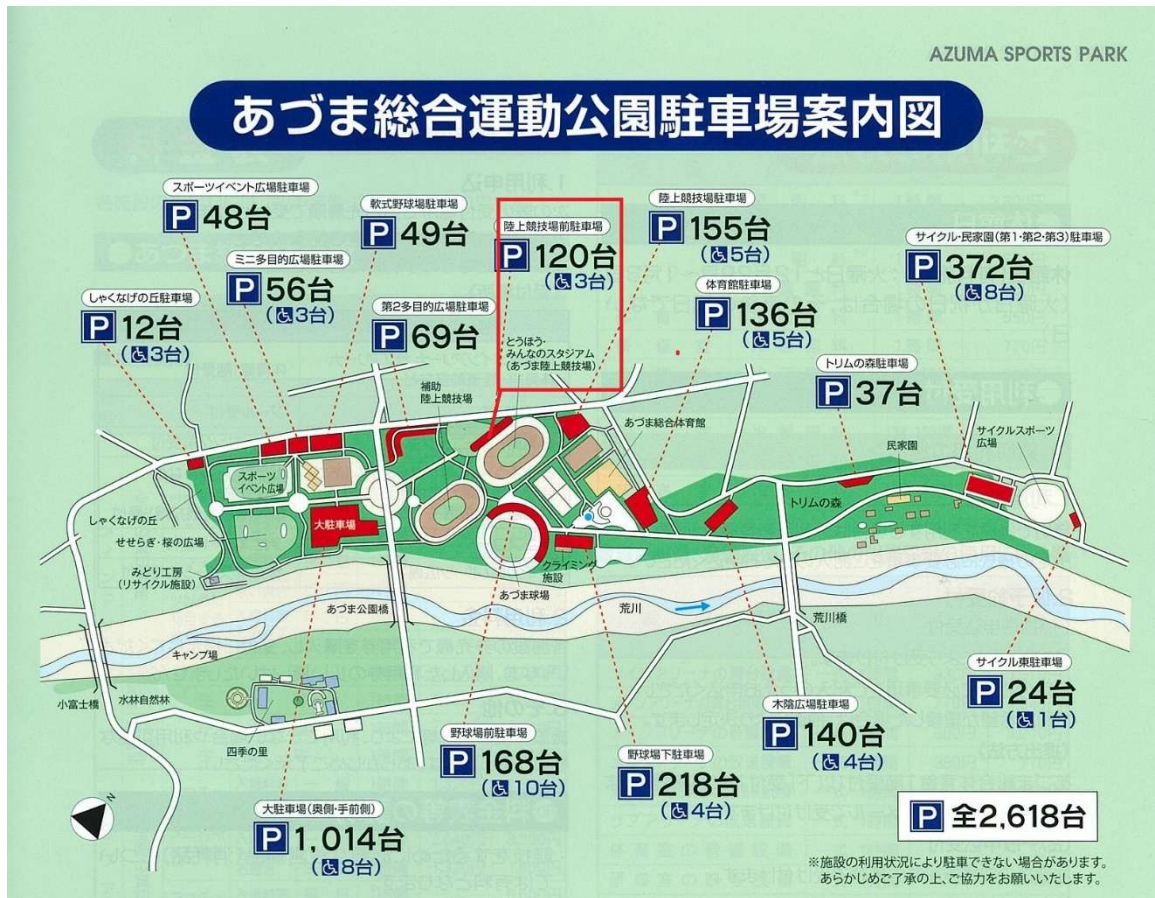 AZUMA SPORTS PARK
あづま総合運動公園駐車場案内図
スポーツイベント広場駐車場
P 48台
軟式野球場駐車場
P 49台
陸上競技場前駐車場
P 120台
(3台)
陸上競技場駐車場
P 155台
(5台)
サイクル・民家園(第1・第2・第3)駐車場
P 372台
(8台)
ミニ多目的広場駐車場
P 56台
(3台)
しゃくなげの丘駐車場
P 12台
(3台)
第2多目的広場駐車場
P 69台
体育館駐車場
P 136台
(5台)
トリムの森駐車場
P 37台
とうほう・
みんなのスタジアム
(あづま陸上競技場)
補助
陸上競技場
あづま総合体育館
民家園
サイクルスポーツ
広場
スポーツ
イベント広場
トリムの森
しゃくなげの丘
大駐車場
せせらぎ・桜の広場
みどり工房
(リサイクル施設)
クライミング
施設
あづま球場
あづま公園橋
荒川
荒川橋
キャンプ場
小富士橋
水林自然林
四季の里
サイクル東駐車場
P 24台
(1台)
木陰広場駐車場
P 140台
(4台)
野球場前駐車場
P 168台
(10台)
野球場下駐車場
P 218台
(4台)
大駐車場(奥側・手前側)
P 1,014台
(8台)
N
P 全2,618台
※施設の利用状況により駐車できない場合があります。
あらかじめご了承の上、ご協力をお願いいたします。